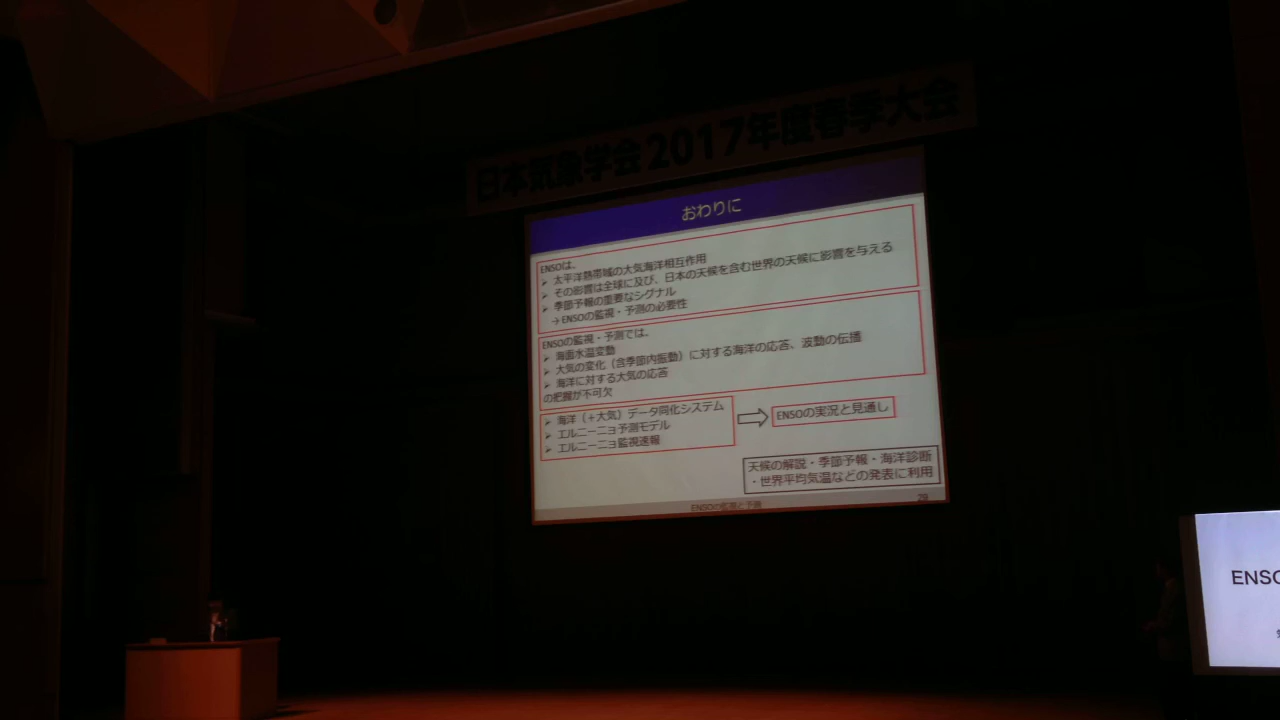 日本気象学会2017年度春季大会
おわりに
ENSOは、
➢ 太平洋熱帯域の大気海洋相互作用
➢ その影響は全球に及び、日本の天候を含む世界の天候に影響を与える
➢ 季節予報の重要なシグナル
→ENSOの監視・予測の必要性
ENSOの監視・予測では、
➢ 海面水温変動
➢ 大気の変化(含季節内振動)に対する海洋の応答、波動の伝播
➢ 海洋に対する大気の応答
の把握が不可欠
➢ 海洋(+大気)データ同化システム
➢ エルニーニョ予測モデル
➢ エルニーニョ監視速報
ENSOの実況と見通し
天候の解説・季節予報・海洋診断
・世界平均気温などの発表に利用
ENSOの監視と予測
29
ENSO